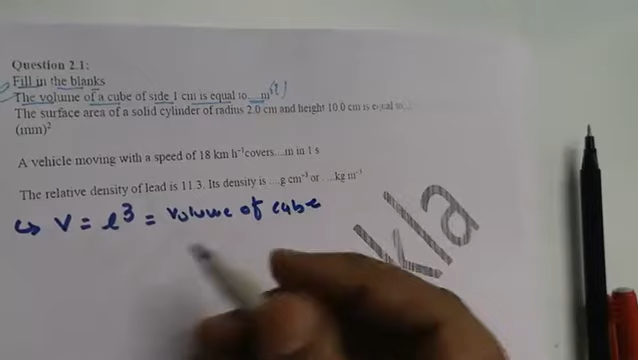 Question 2.1:
Fill in the blanks
The volume of a cube of side 1 cm is equal to....m
The surface area of a solid cylinder of radius 2.0 cm and height 10.0 cm is equal to...
(mm)²
A vehicle moving with a speed of 18 km h⁻¹covers....m in 1 s
The relative density of lead is 11.3. Its density is ....g cm⁻³ or ....kg m⁻³
↳ V = l³ = volume of cube
kla